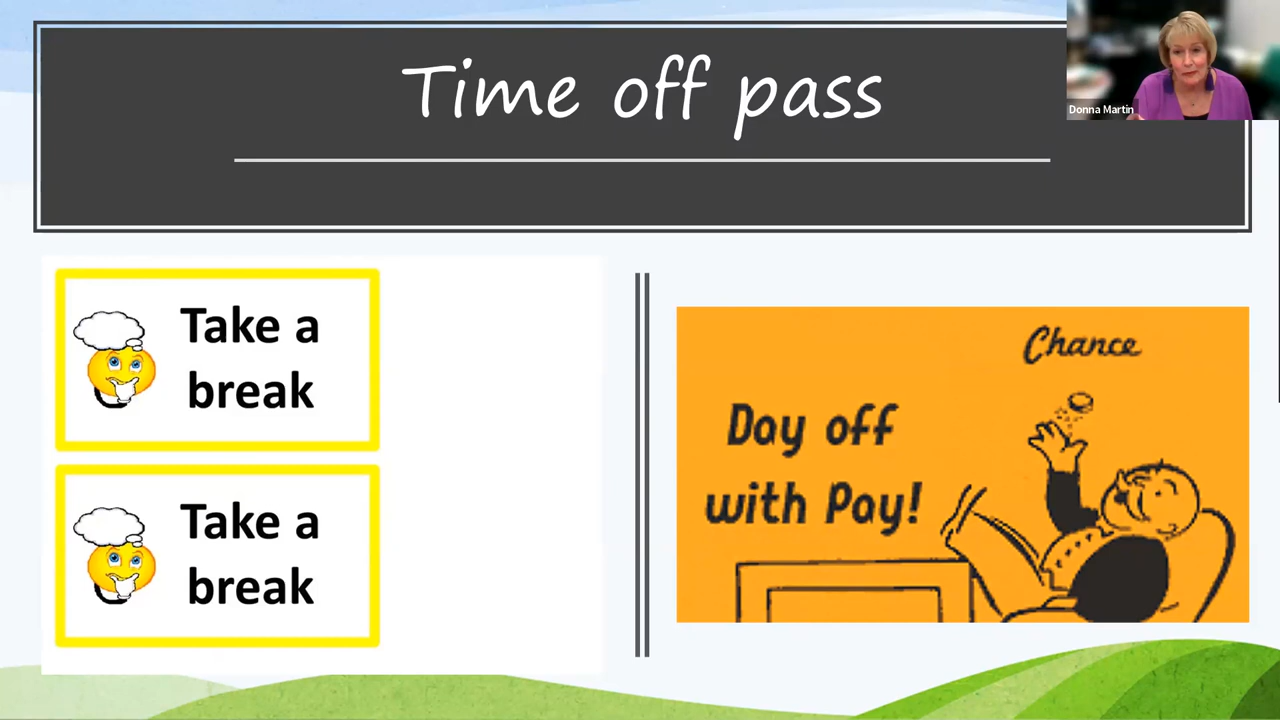 Time off pass
Donna Martin
Take a
break
Take a
break
Chance
Day off
with Pay!